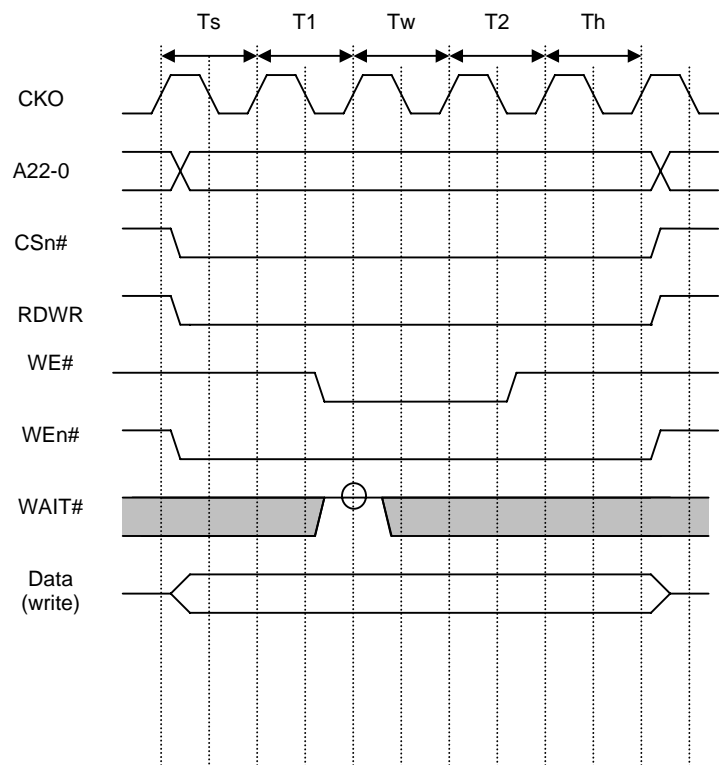 Ts T1 Tw T2 Th
CKO
A22-0
CSn#
RDWR
WE#
WEn#
WAIT#
Data
(write)